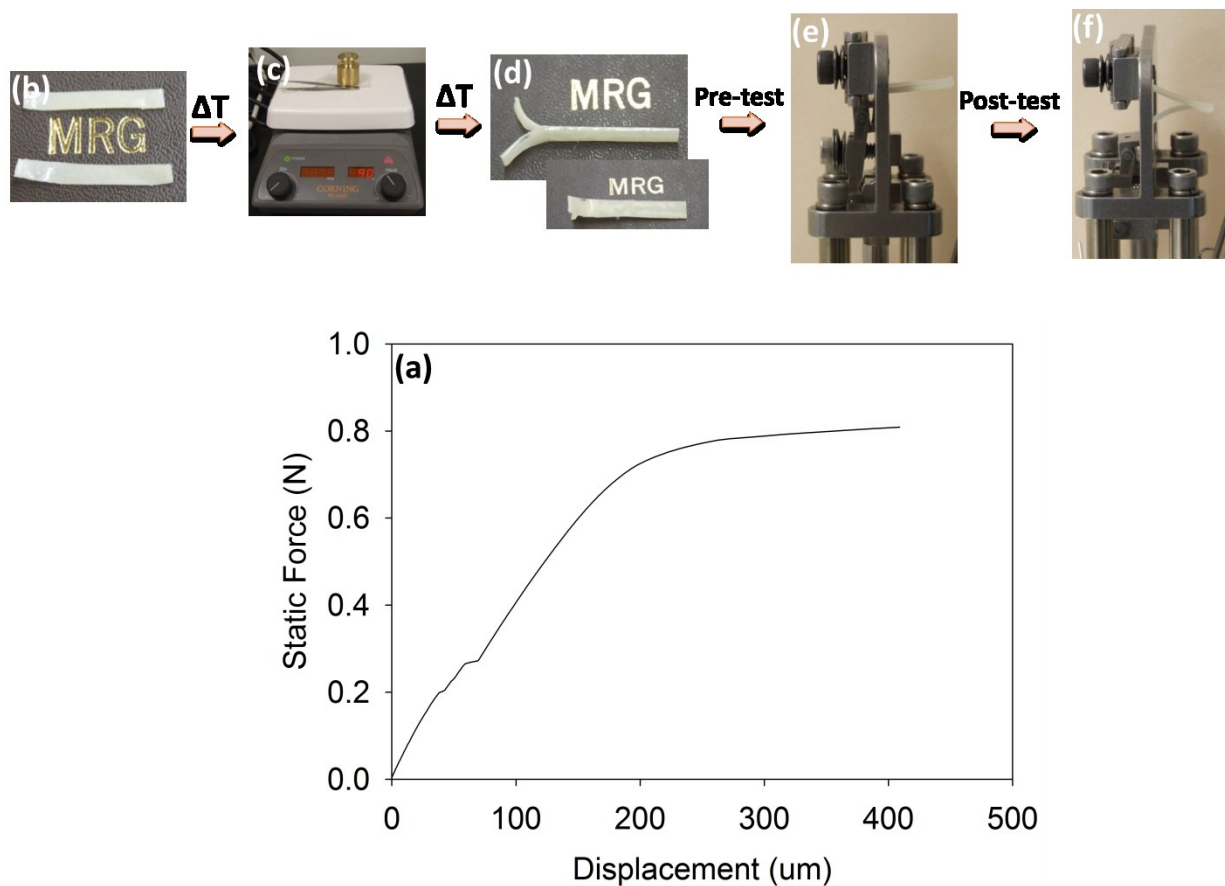 (b)
MRG
ΔT
(c)
90
CORNING
ΔT
(d)
MRG
MRG
Pre-test
(e)
Post-test
(f)
(a)
Static Force (N)
1.0
0.8
0.6
0.4
0.2
0.0
0 100 200 300 400 500
Displacement (um)